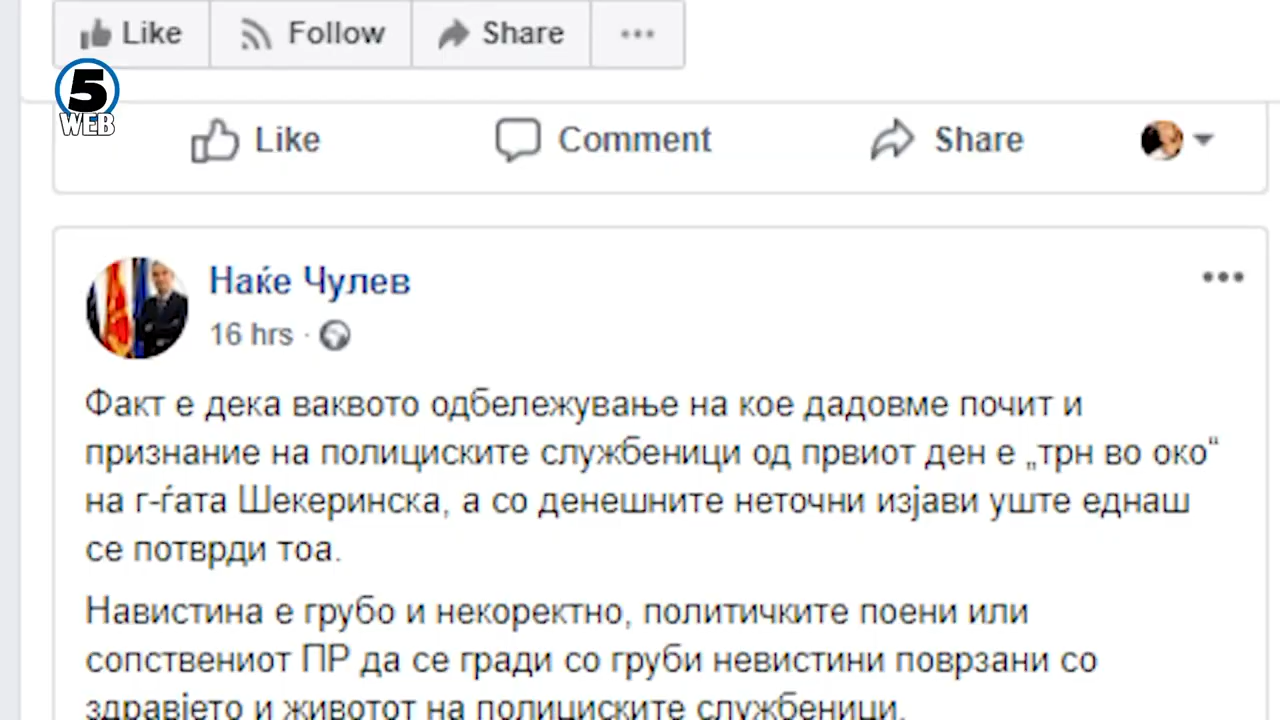 Like Follow Share
5
WEB
Like Comment Share
Наќе Чулев
16 hrs ·
Факт е дека ваквото одбележување на кое дадовме почит и
признание на полициските службеници од првиот ден е „трн во око“
на г-ѓата Шекеринска, а со денешните неточни изјави уште еднаш
се потврди тоа.
Навистина е грубо и некоректно, политичките поени или
сопствениот ПР да се гради со груби невистини поврзани со
здравјето и животот на полициските службеници.